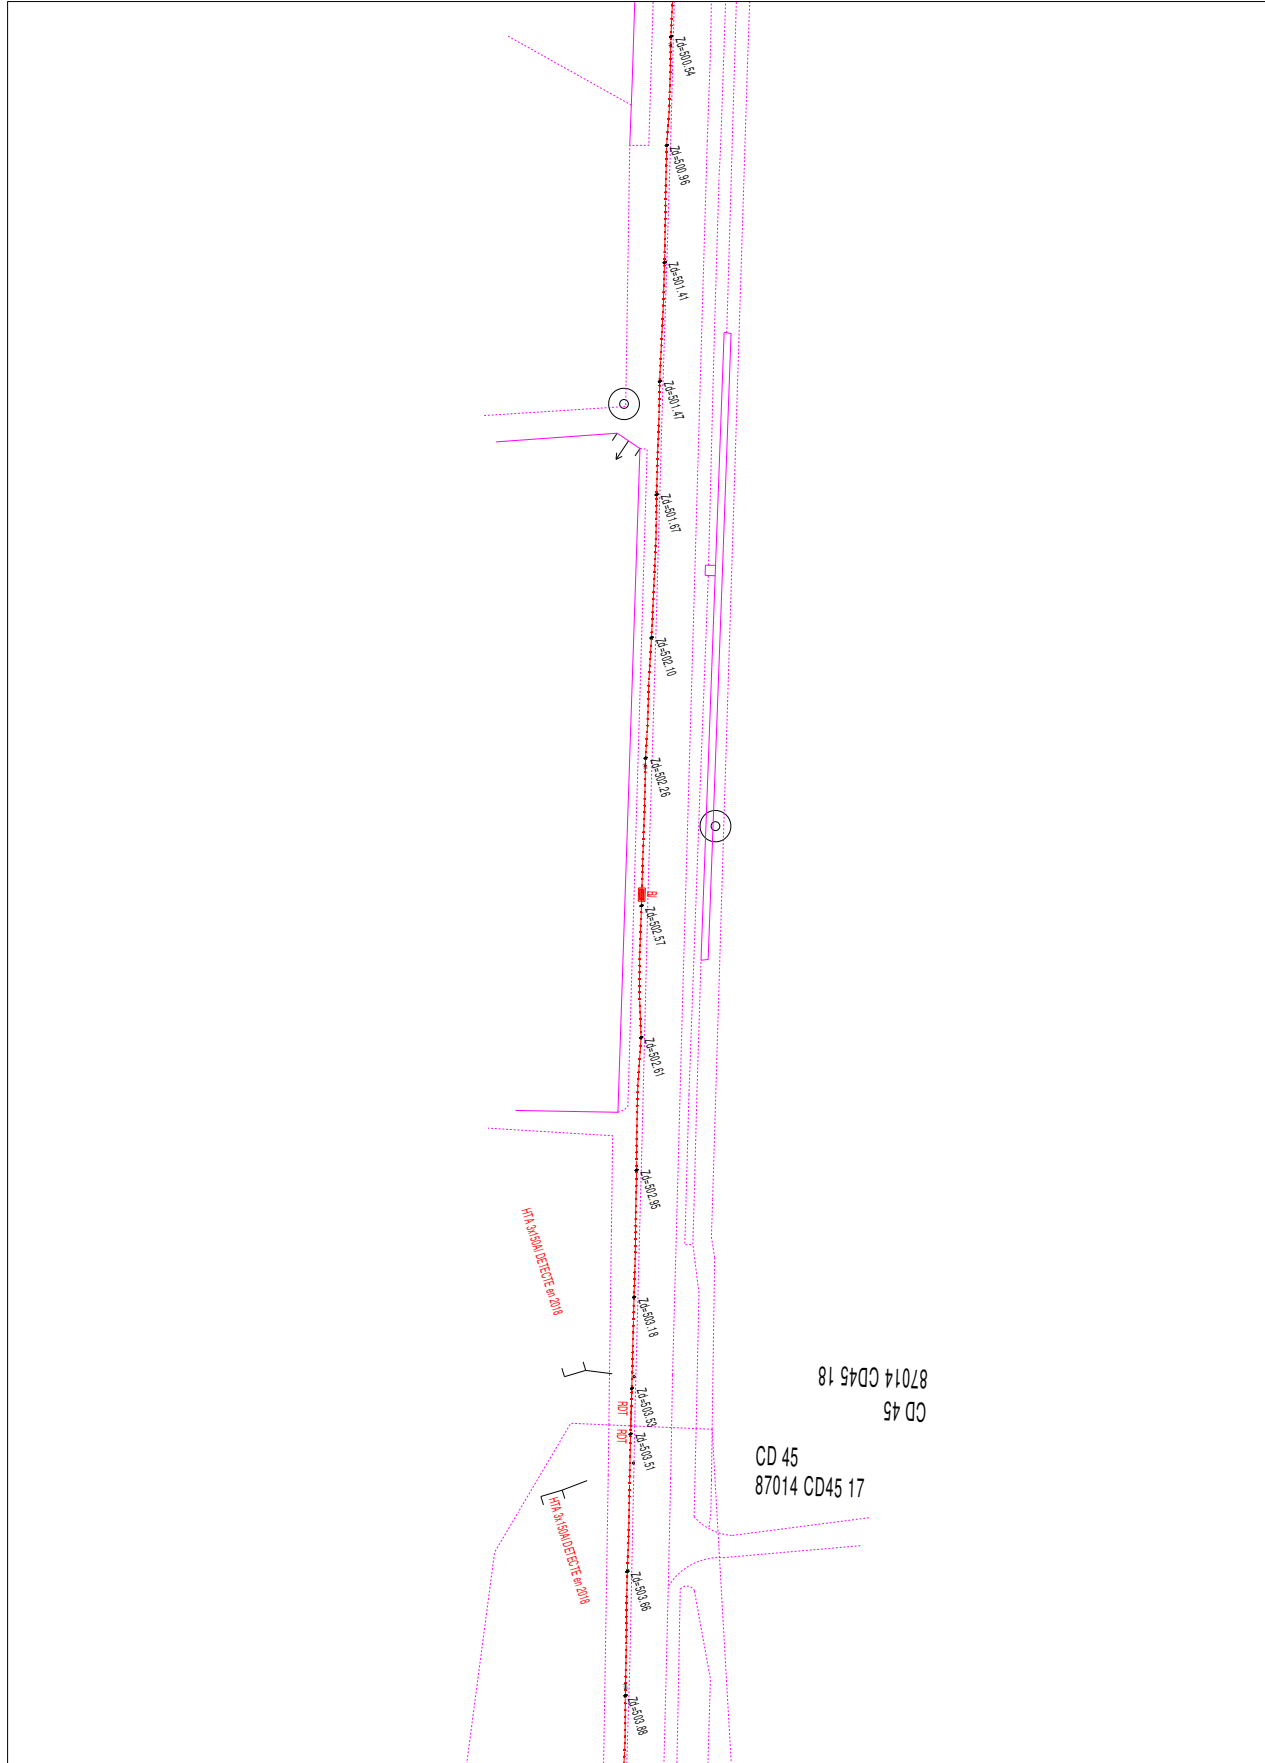 Zd=500.54
Zd=500.96
Zd=501.41
Zd=501.47
Zd=501.67
Zd=502.10
Zd=502.26
BJ
Zd=502.57
Zd=502.61
Zd=502.95
HTA 3x150Al DETECTE en 2018
Zd=503.18
87014 CD45 18
CD 45
Zd=503.53
RDT
RDT
Zd=503.51
CD 45
87014 CD45 17
HTA 3x150Al DETECTE en 2018
Zd=503.66
Zd=503.88